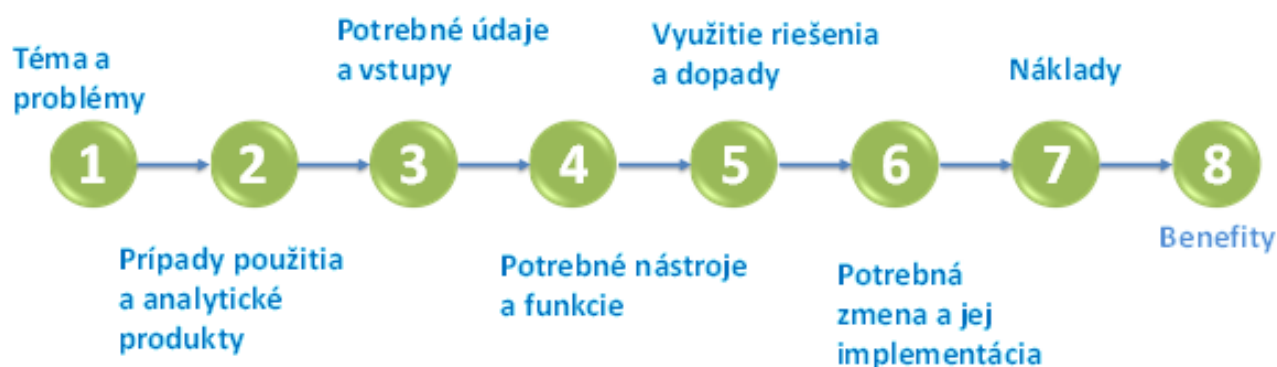 Téma a
problémy
Potrebné údaje
a vstupy
Využitie riešenia
a dopady
Náklady
1
2
3
4
5
6
7
8
Prípady použitia
a analytické
produkty
Potrebné nástroje
a funkcie
Potrebná
zmena a jej
implementácia
Benefity